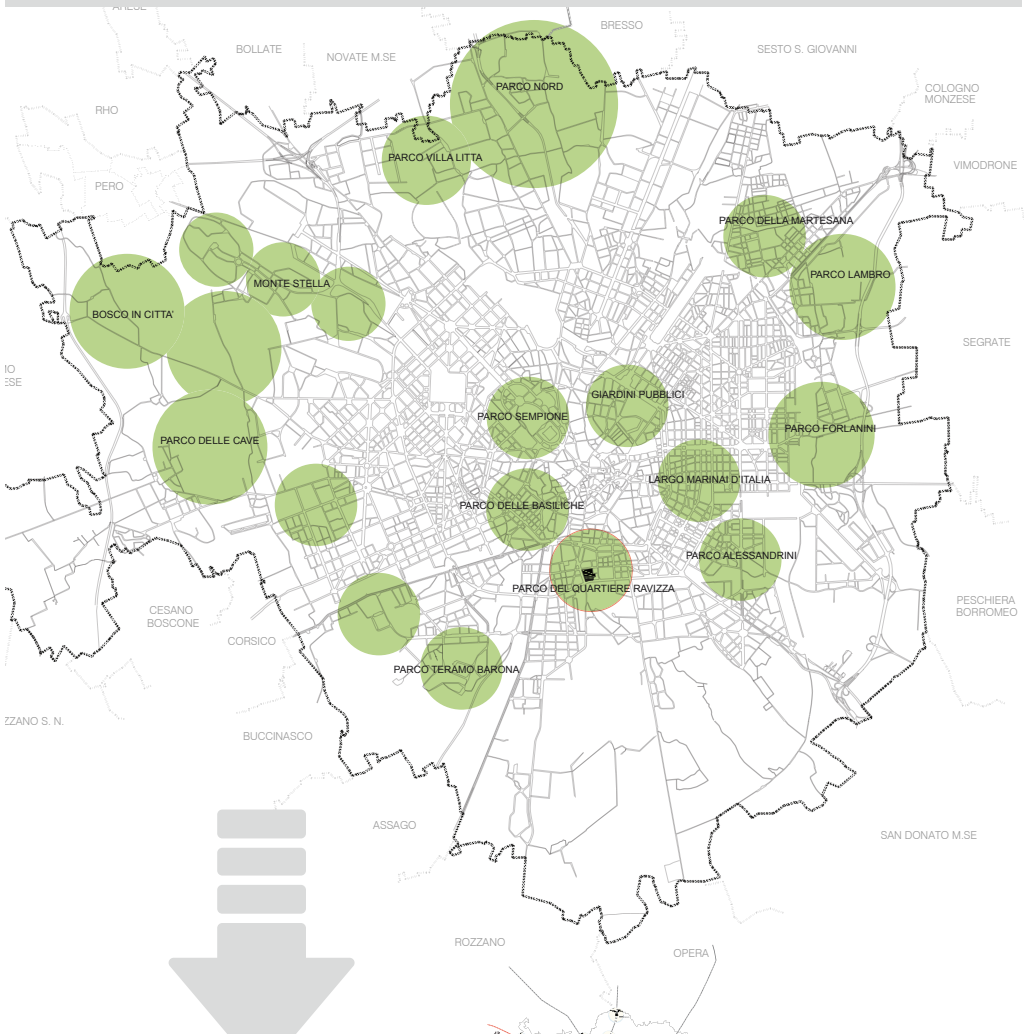 BRESSO
BOLLATE
NOVATE M.SE
SESTO S. GIOVANNI
PARCO NORD
COLOGNO
MONZESE
RHO
PARCO VILLA LITTA
VIMODRONE
PERO
PARCO DELLA MARTESANA
PARCO LAMBRO
MONTE STELLA
BOSCO IN CITTA'
SEGRATE
ESE
GIARDINI PUBBLICI
PARCO SEMPIONE
PARCO FORLANINI
PARCO DELLE CAVE
LARGO MARINAI D'ITALIA
PARCO DELLE BASILICHE
PARCO ALESSANDRINI
PARCO DEL QUARTIERE RAVIZZA
PESCHIERA
BORROMEO
CESANO
BOSCONE
CORSICO
PARCO TERAMO BARONA
ZZANO S. N.
BUCCINASCO
ASSAGO
SAN DONATO M.SE
ROZZANO
OPERA